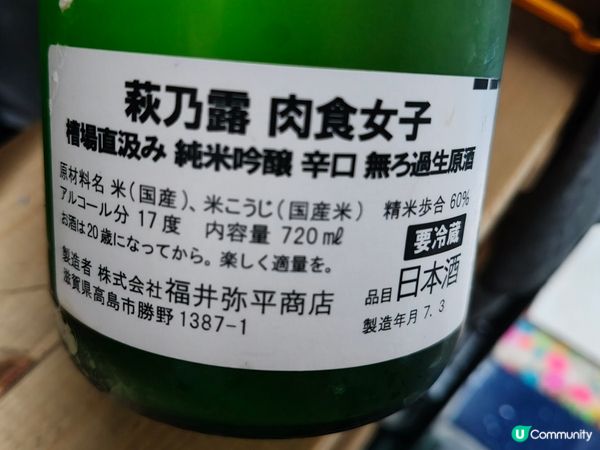 萩乃露 肉食女子
槽場直汲み 純米吟醸 辛口 無ろ過生原酒
原材料名 米(国産)、米こうじ(国産米) 精米歩合 60%
アルコール分 17度 内容量 720㎖
要冷蔵
お酒は20歳になってから。楽しく適量を。
製造者 株式会社 福井弥平商店
滋賀県高島市勝野1387-1
品目 日本酒
製造年月 7. 3
U Community